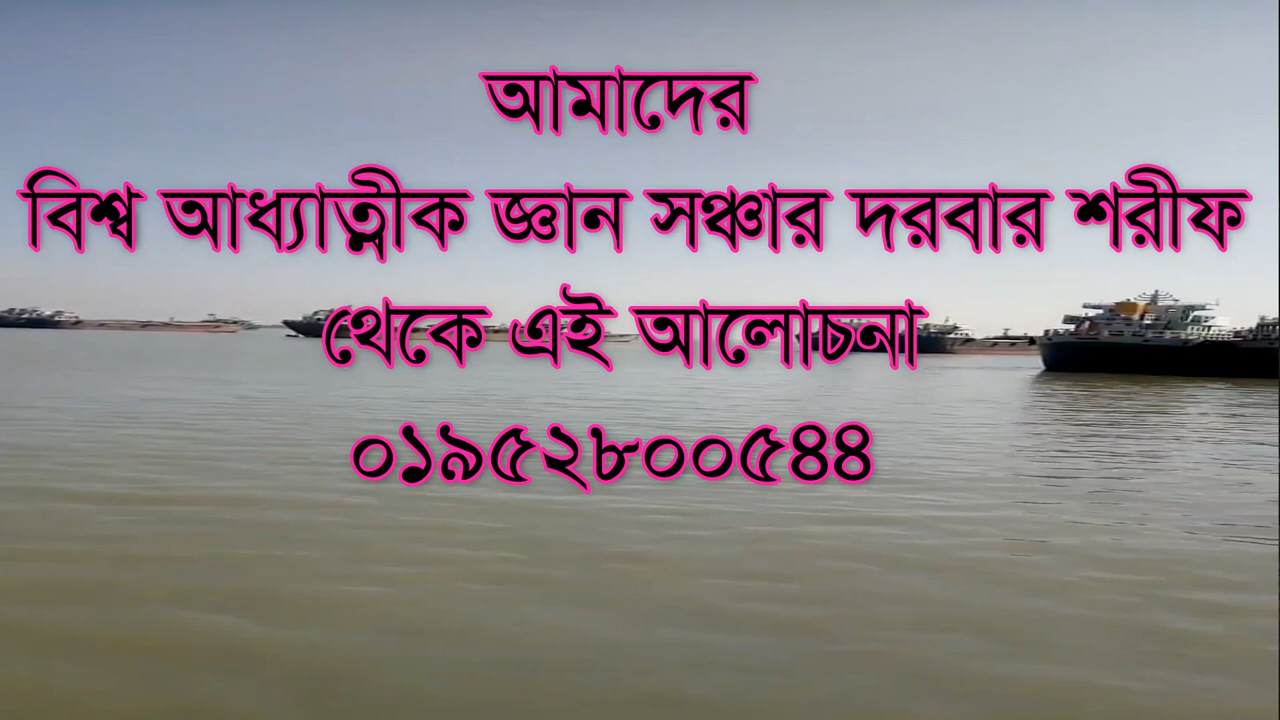 আমাদের
বিশ্ব আধ্যাত্নীক জ্ঞান সঞ্চার দরবার শরীফ
থেকে এই আলোচনা
০১৯৫২৮০০৫৪৪